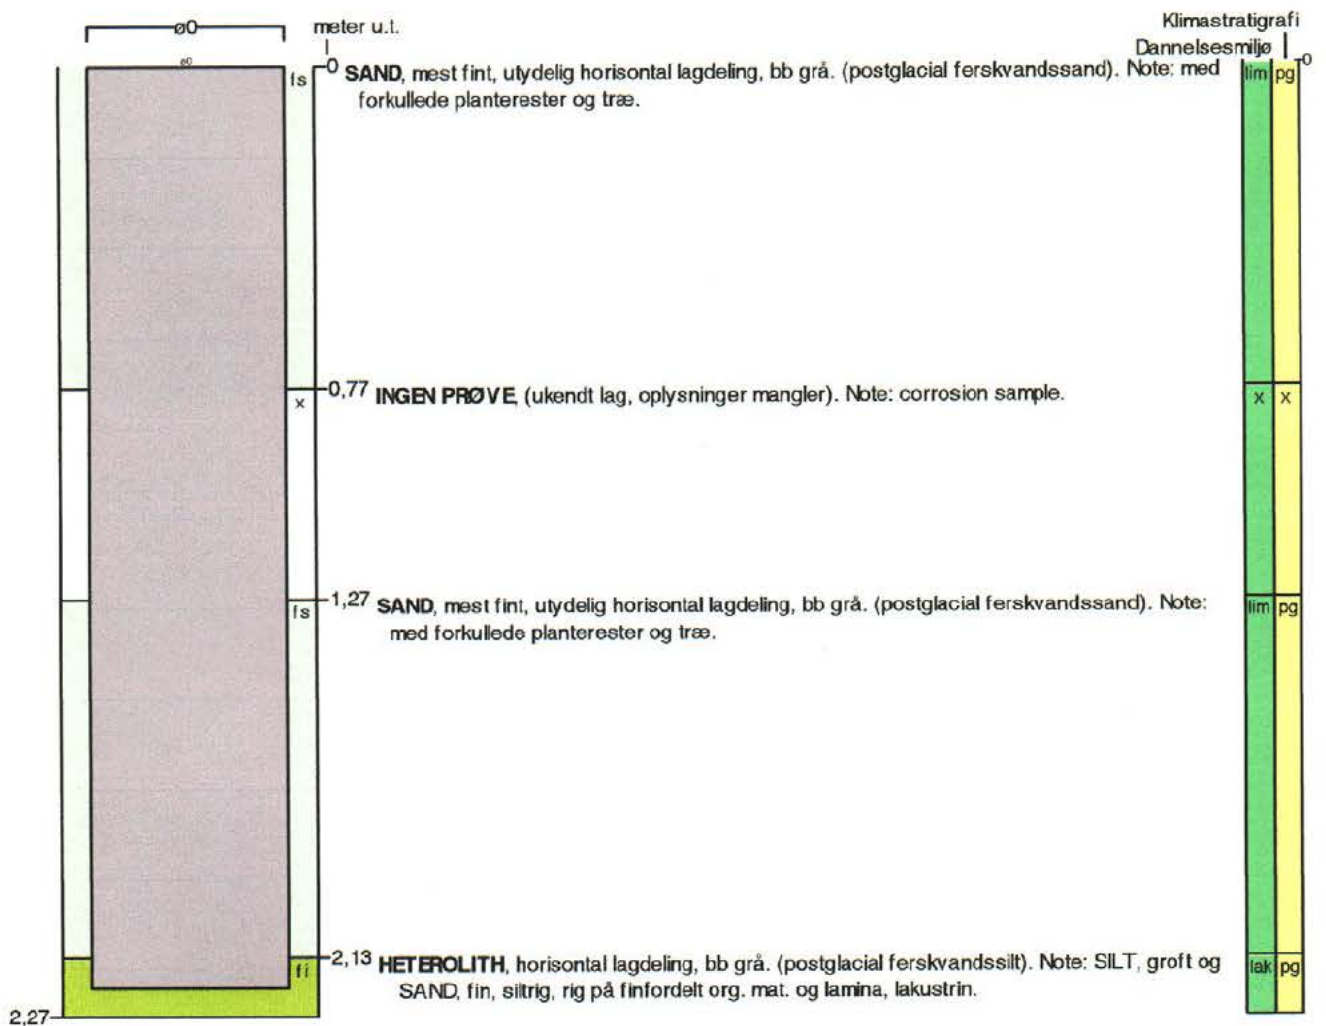 ø0
meter u.t.
Klimastratigrafi
Dannelsesmiljø
ø0
fs
0 SAND, mest fint, utydelig horisontal lagdeling, bb grå. (postglacial ferskvandssand). Note: med
forkullede planterester og træ.
lim pg
0
0,77 INGEN PRØVE, (ukendt lag, oplysninger mangler). Note: corrosion sample.
x
x x
1,27 SAND, mest fint, utydelig horisontal lagdeling, bb grå. (postglacial ferskvandssand). Note:
fs
lim pg
med forkullede planterester og træ.
2,13 HETEROLITH, horisontal lagdeling, bb grå. (postglacial ferskvandssilt). Note: SILT, groft og
fi
lak pg
SAND, fin, siltrig, rig på finfordelt org. mat. og lamina, lakustrin.
2,27